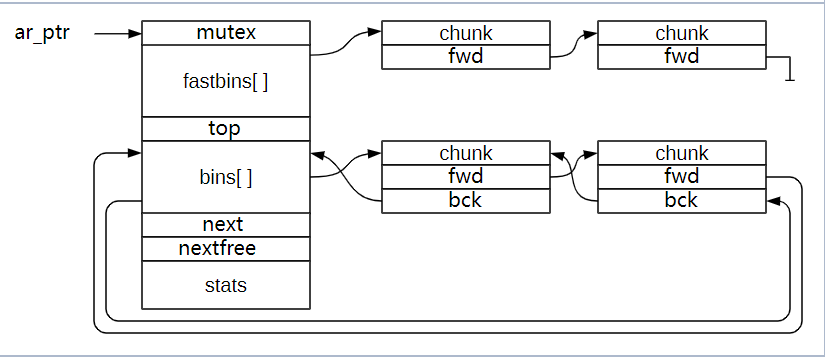 ar_ptr
mutex
fastbins[ ]
top
bins[ ]
next
nextfree
stats
chunk
fwd
chunk
fwd
chunk
fwd
bck
chunk
fwd
bck